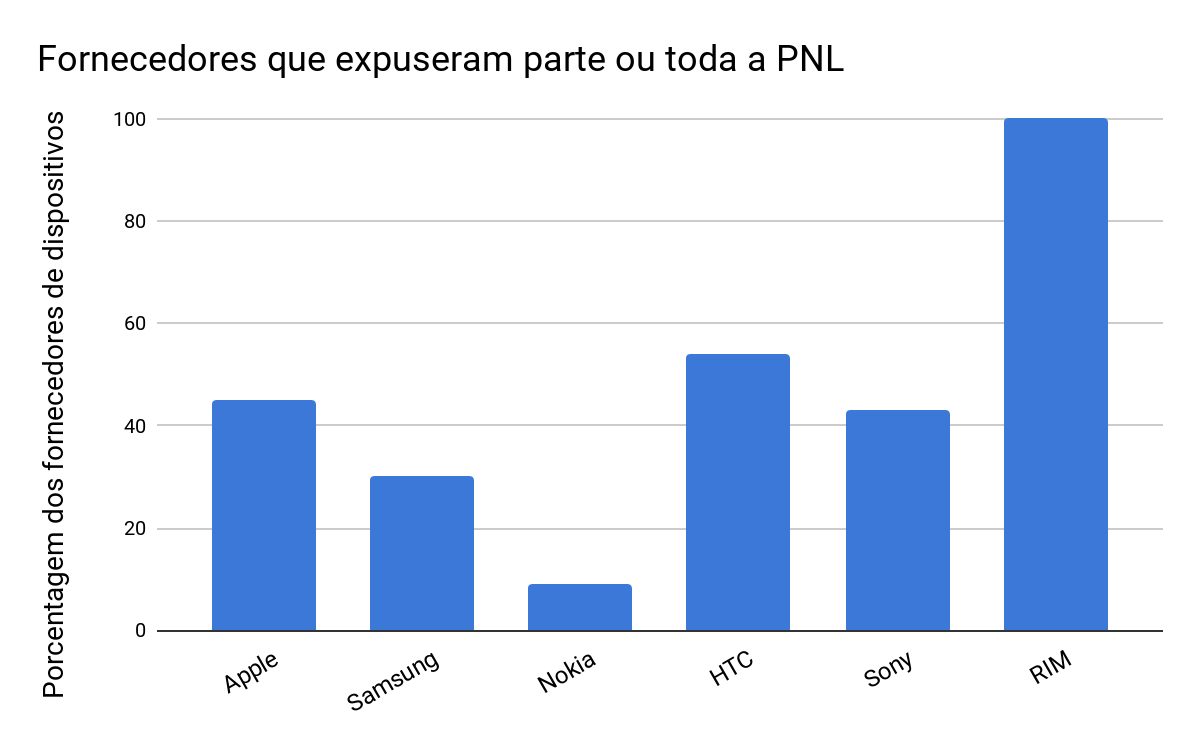 Fornecedores que expuseram parte ou toda a PNL
Porcentagem dos fornecedores de dispositivos
100
80
60
40
20
0
Apple
Samsung
Nokia
HTC
Sony
RIM